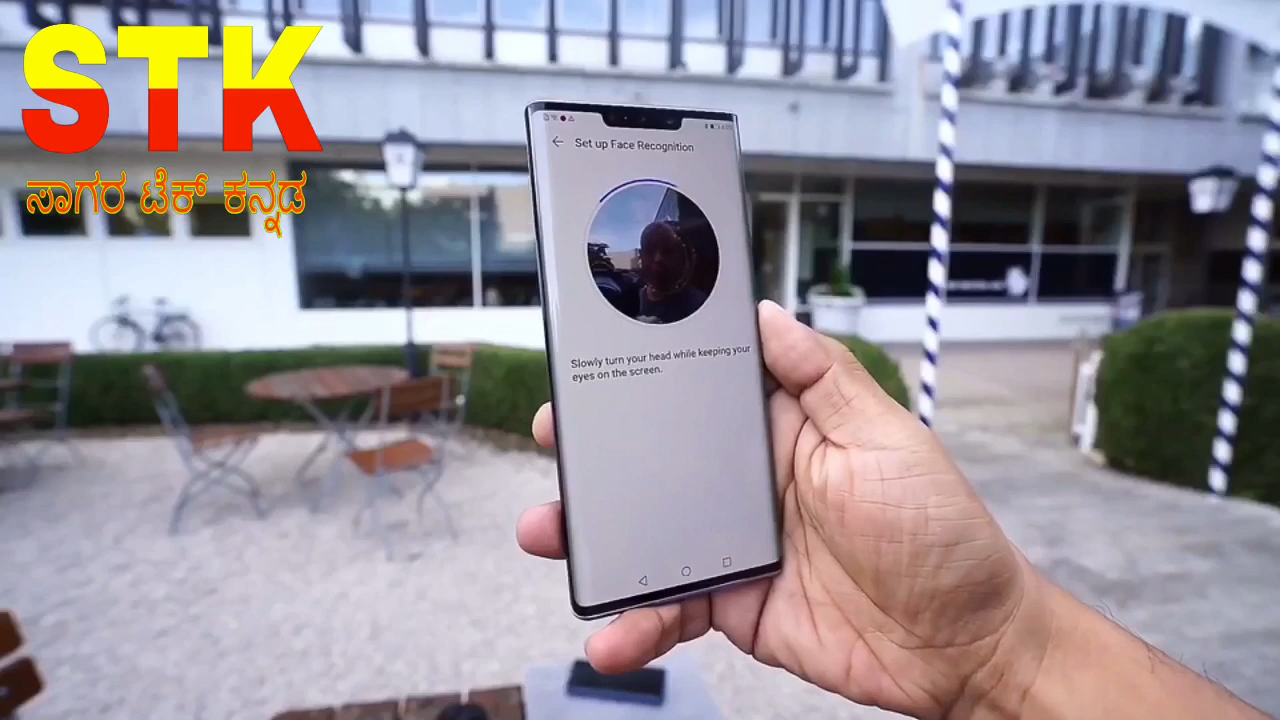 STK
ಸಾಗರ ಟೆಕ್ ಕನ್ನಡ
Set up Face Recognition
Slowly turn your head while keeping your
eyes on the screen.